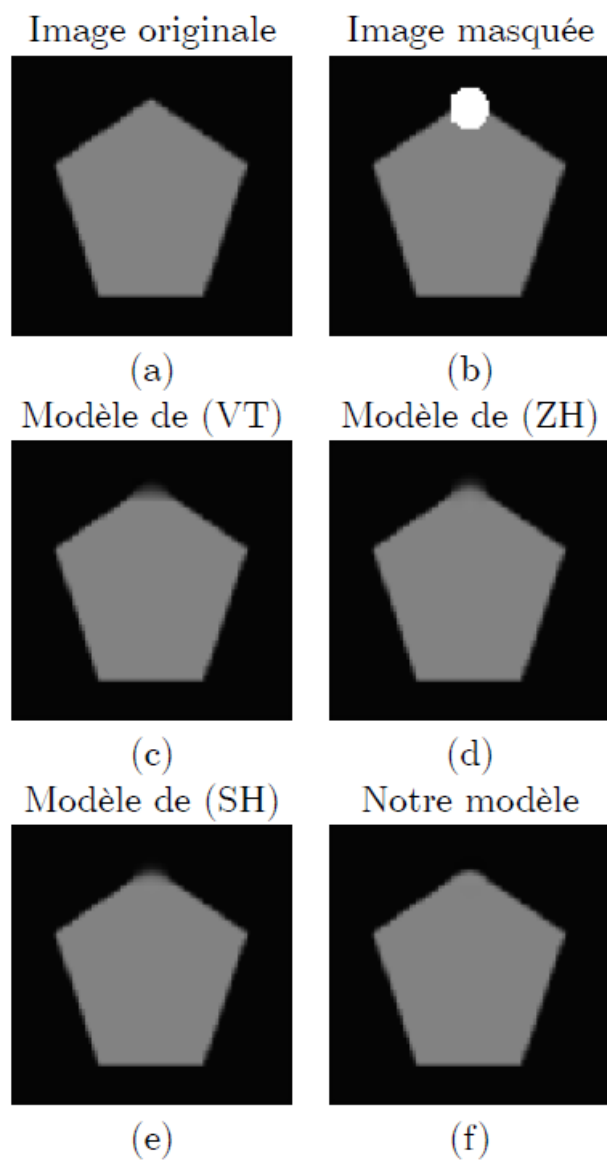 Image originale Image masquée
(a) (b)
Modèle de (VT) Modèle de (ZH)
(c) (d)
Modèle de (SH) Notre modèle
(e) (f)